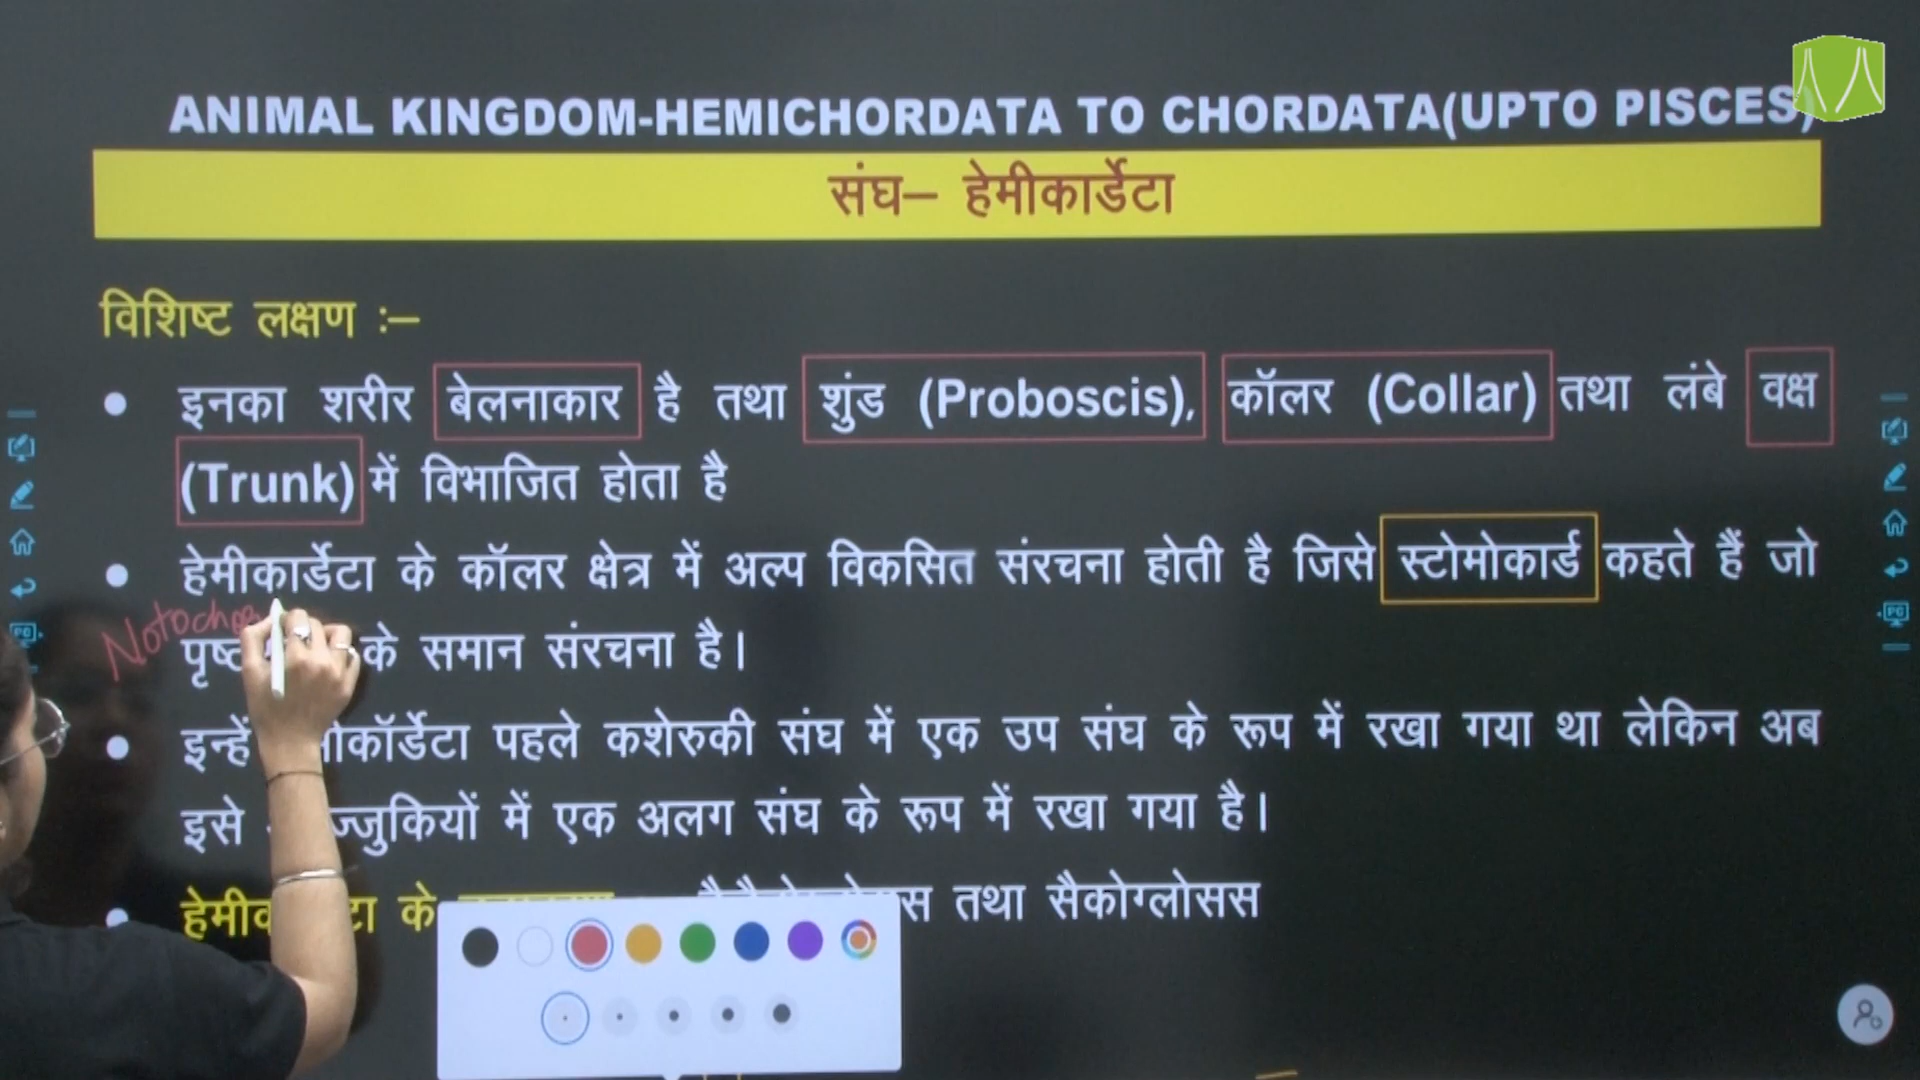 ANIMAL KINGDOM-HEMICHORDATA TO CHORDATA(UPTO PISCES)
संघ– हेमीकार्डेटा
विशिष्ट लक्षण :–
• इनका शरीर बेलनाकार है तथा शुंड (Proboscis), कॉलर (Collar) तथा लंबे वक्ष
(Trunk) में विभाजित होता है
• हेमीकार्डेटा के कॉलर क्षेत्र में अल्प विकसित संरचना होती है जिसे स्टोमोकार्ड कहते हैं जो
के समान संरचना है।
• इन्हें पहले कशेरुकी संघ में एक उप संघ के रूप में रखा गया था लेकिन अब
इसे में एक अलग संघ के रूप में रखा गया है।
• के तथा सैकोग्लोसस